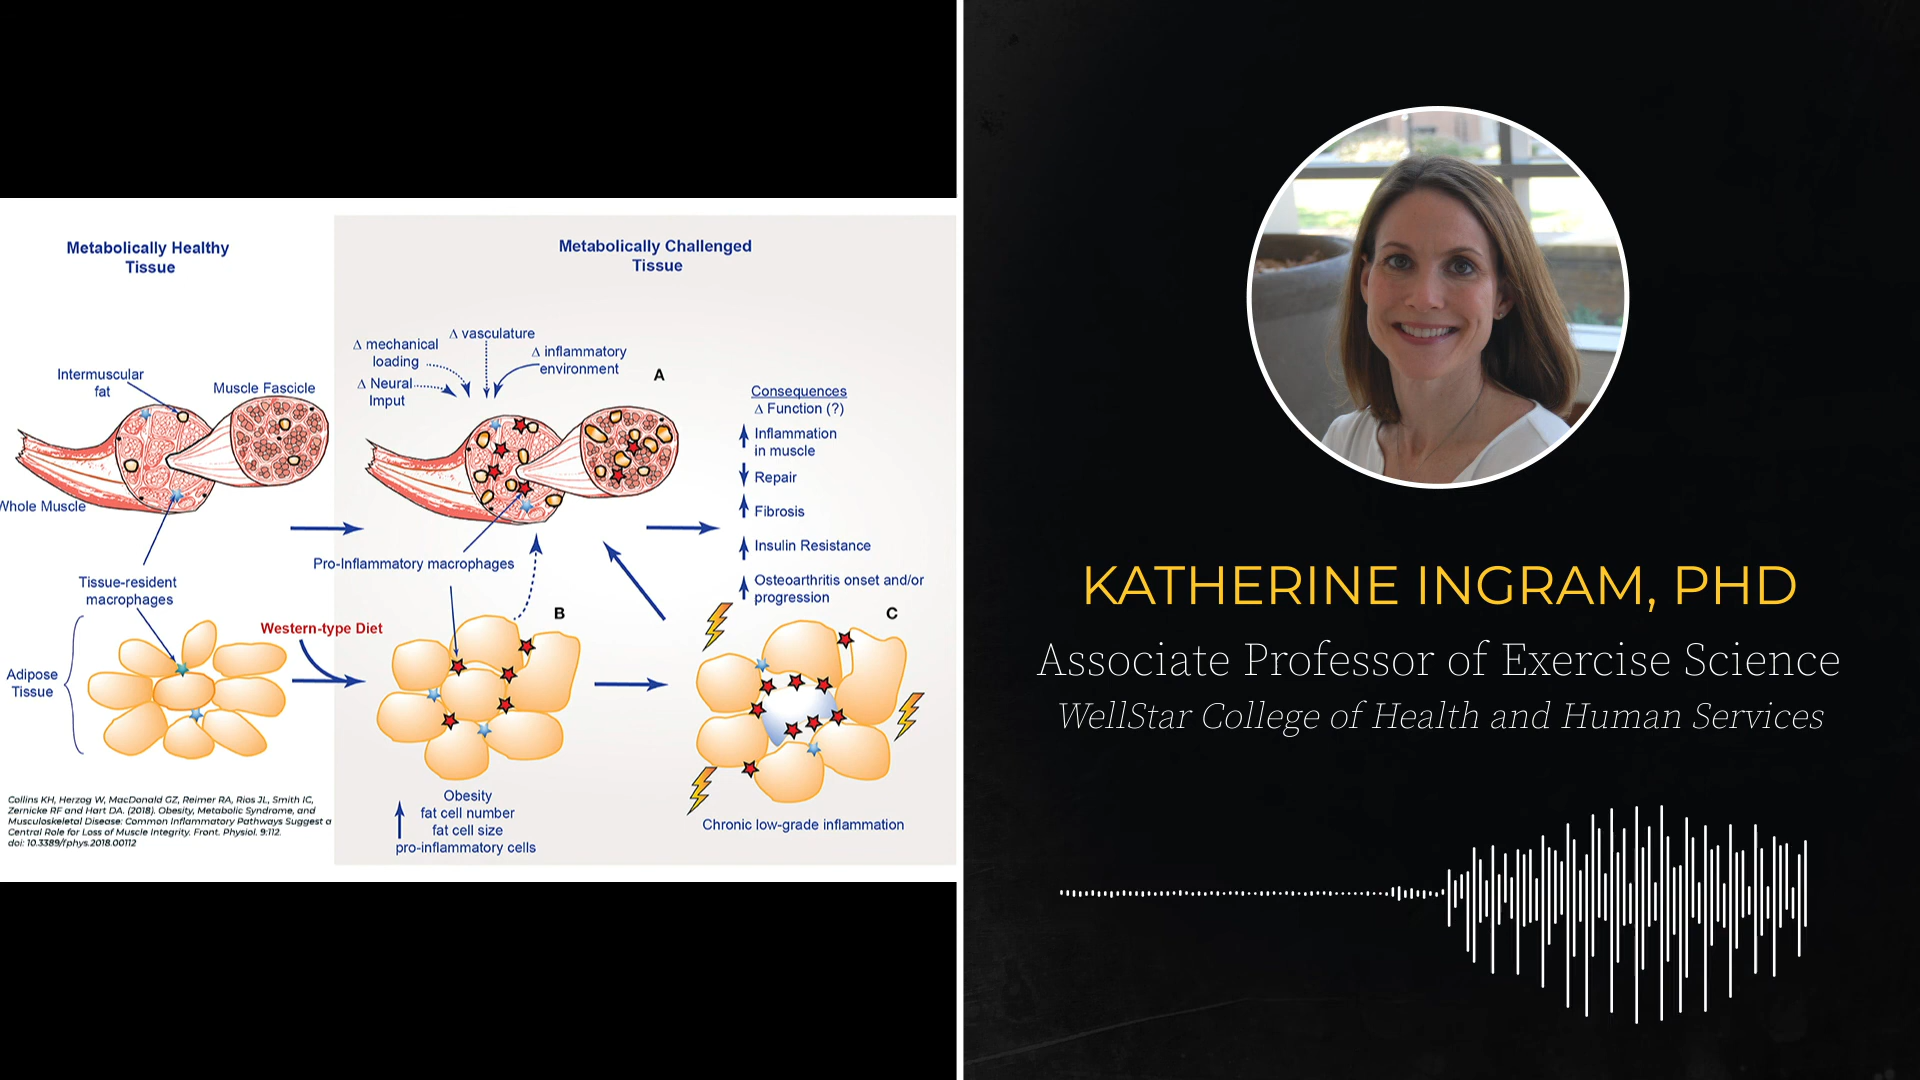 Metabolically Healthy
Tissue
Metabolically Challenged
Tissue
Intermuscular
fat
Muscle Fascicle
Whole Muscle
Tissue-resident
macrophages
Adipose
Tissue
Western-type Diet
Δ mechanical
loading
Δ vasculature
Δ inflammatory
environment
Δ Neural
Imput
A
Pro-Inflammatory macrophages
B
Obesity
fat cell number
fat cell size
pro-inflammatory cells
Consequences
Δ Function (?)
Inflammation
in muscle
Repair
Fibrosis
Insulin Resistance
Osteoarthritis onset and/or
progression
C
Chronic low-grade inflammation
Collins KH, Herzog W, MacDonald GZ, Reimer RA, Rios JL, Smith IC,
Zernicke RF and Hart DA. (2018). Obesity, Metabolic Syndrome, and
Musculoskeletal Disease: Common Inflammatory Pathways Suggest a
Central Role for Loss of Muscle Integrity. Front. Physiol. 9:112.
doi: 10.3389/fphys.2018.00112
KATHERINE INGRAM, PHD
Associate Professor of Exercise Science
WellStar College of Health and Human Services